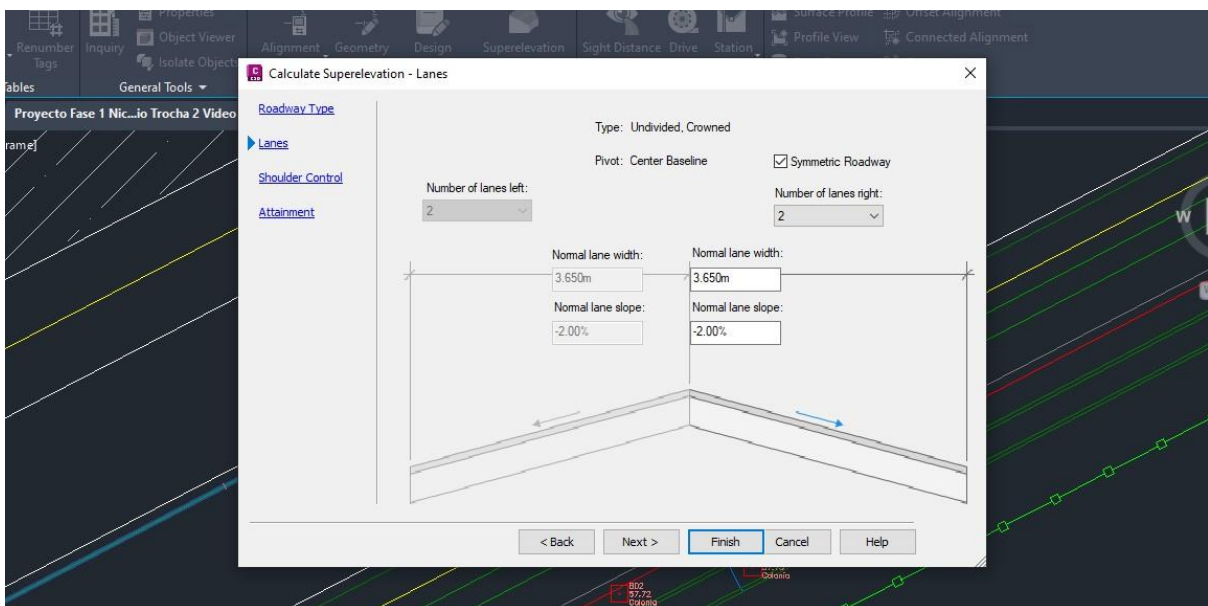 Properties
Surface Profile Offset Alignment
Object Viewer
Profile View Connected Alignment
Renumber Tags
Inquiry
Isolate Objects
Alignment Geometry Design Superelevation Sight Distance Drive Station
General Tools
Proyecto Fase 1 Nic...io Trocha 2 Video
Calculate Superelevation - Lanes
Roadway Type
Lanes
Shoulder Control
Attainment
Type: Undivided, Crowned
Pivot: Center Baseline
Symmetric Roadway
Number of lanes left:
2
Number of lanes right:
2
Normal lane width:
3.650m
Normal lane width:
3.650m
Normal lane slope:
-2.00%
Normal lane slope:
-2.00%
< Back
Next >
Finish
Cancel
Help
W
BD2
57.72
Colonia
Colonia